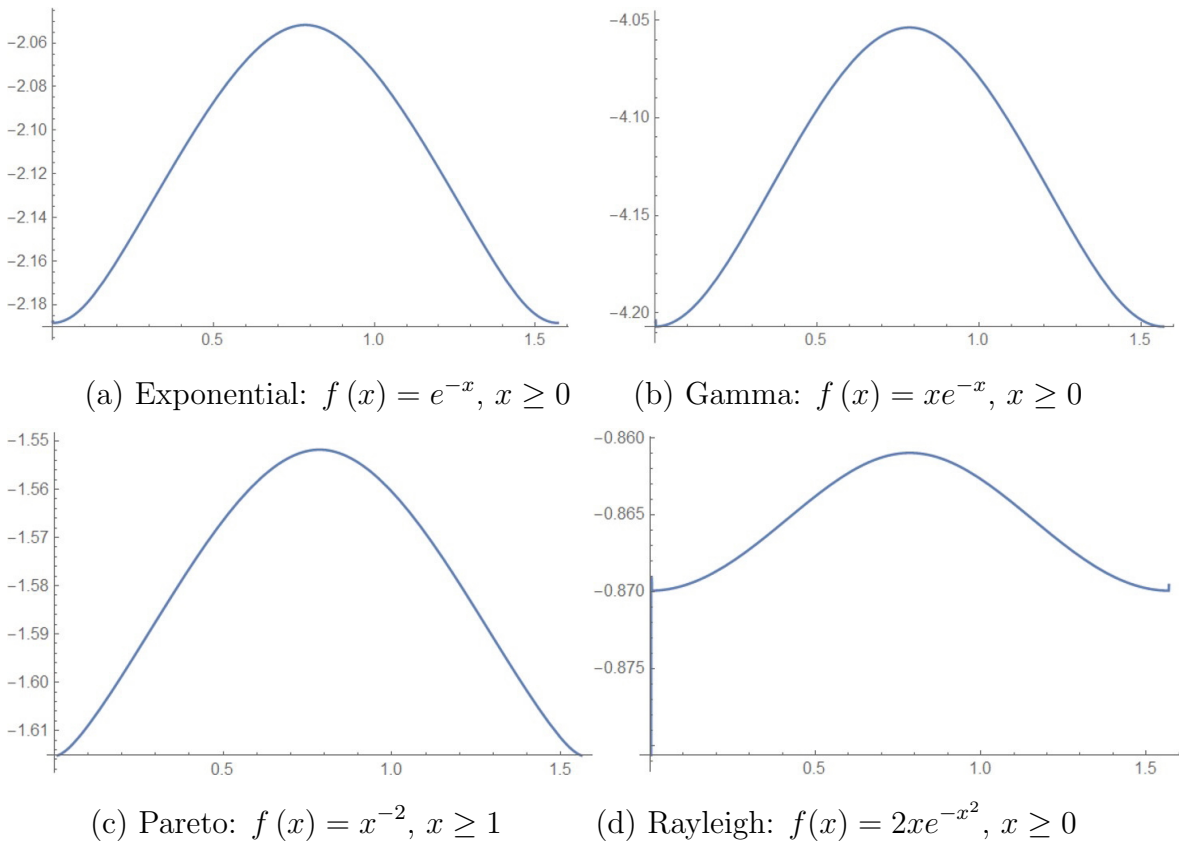 −2.06
−2.08
−2.10
−2.12
−2.14
−2.16
−2.18
0.5 1.0 1.5
−4.05
−4.10
−4.15
−4.20
0.5 1.0 1.5
(a) Exponential: f (x) = e^{−x}, x ≥ 0
(b) Gamma: f (x) = xe^{−x}, x ≥ 0
−1.55
−1.56
−1.57
−1.58
−1.59
−1.60
−1.61
0.5 1.0 1.5
−0.860
−0.865
−0.870
−0.875
0.5 1.0 1.5
(c) Pareto: f (x) = x^{−2}, x ≥ 1
(d) Rayleigh: f(x) = 2xe^{−x^2}, x ≥ 0